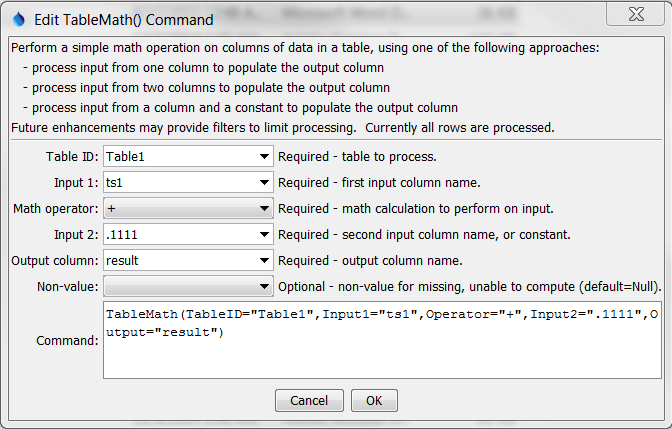 Edit TableMath() Command
Perform a simple math operation on columns of data in a table, using one of the following approaches:
- process input from one column to populate the output column
- process input from two columns to populate the output column
- process input from a column and a constant to populate the output column
Future enhancements may provide filters to limit processing.  Currently all rows are processed.
Table ID: Table1 Required - table to process.
Input 1: ts1 Required - first input column name.
Math operator: + Required - math calculation to perform on input.
Input 2: .1111 Required - second input column name, or constant.
Output column: result Required - output column name.
Non-value: Optional - non-value for missing, unable to compute (default=Null).
Command: TableMath(TableID="Table1",Input1="ts1",Operator="+",Input2=".1111",O
utput="result")
Cancel OK